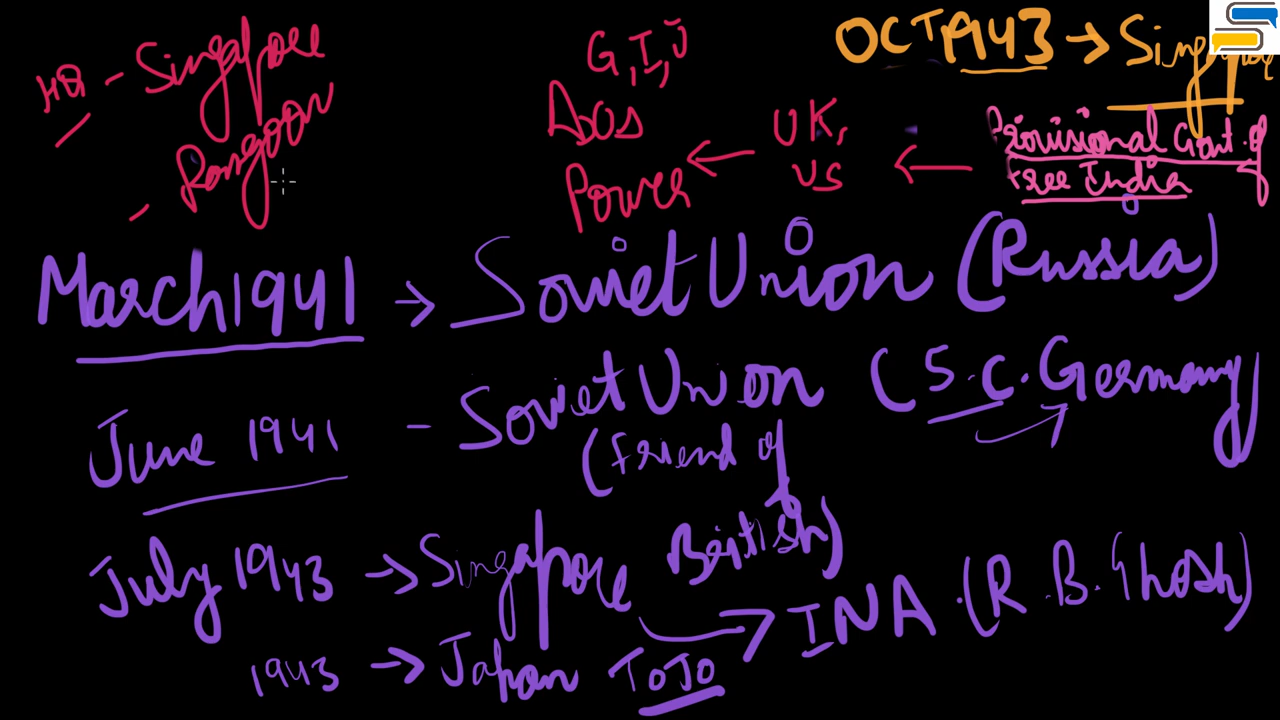 OCT 1943 → Singapore
HQ - Singapore
- Rangoon
G, I, J
Axis
Power ← UK,
US ← Provisional Govt. of
Free India
March 1941 → Soviet Union (Russia)
June 1941 - Soviet Union (S.C. Germany
(friend of
British)
July 1943 → Singapore → INA. (R. B. Ghosh)
1943 → Japan TOJO